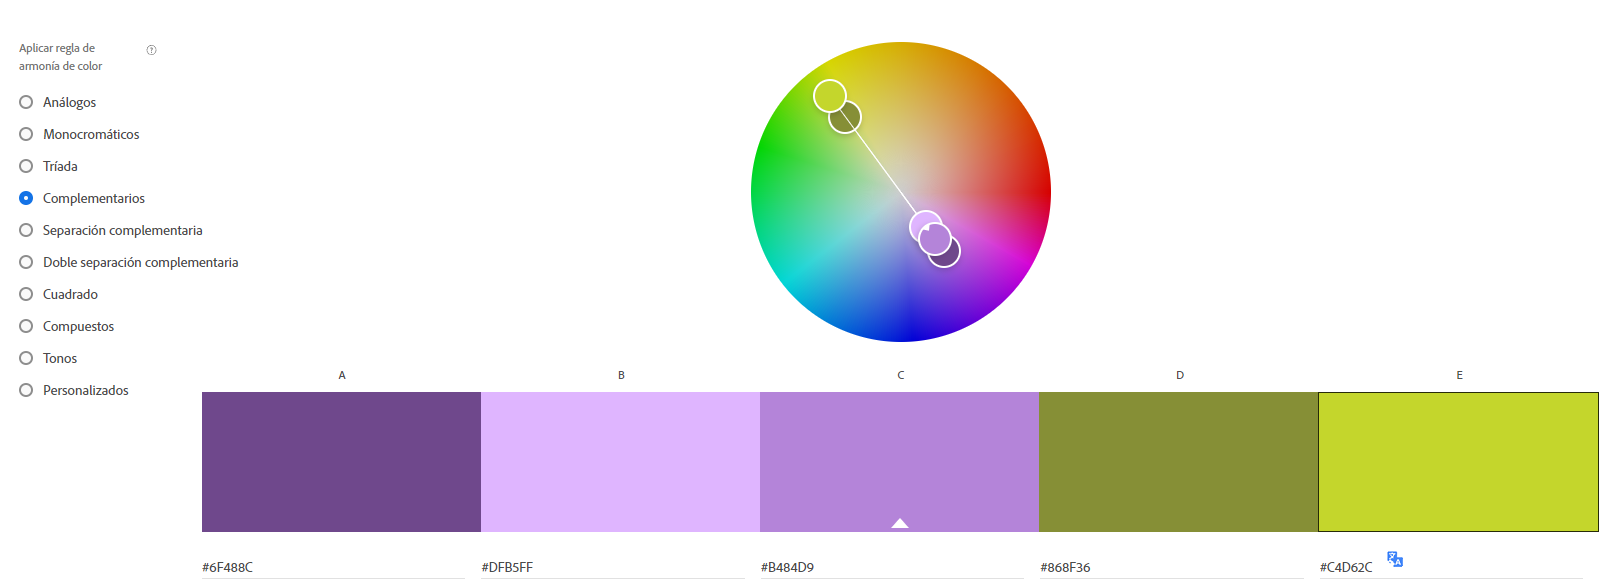 Aplicar regla de
armonía de color
?
Análogos
Monocromáticos
Tríada
Complementarios
Separación complementaria
Doble separación complementaria
Cuadrado
Compuestos
Tonos
Personalizados
A B C D E
#6F488C #DFB5FF #B484D9 #868F36 #C4D62C